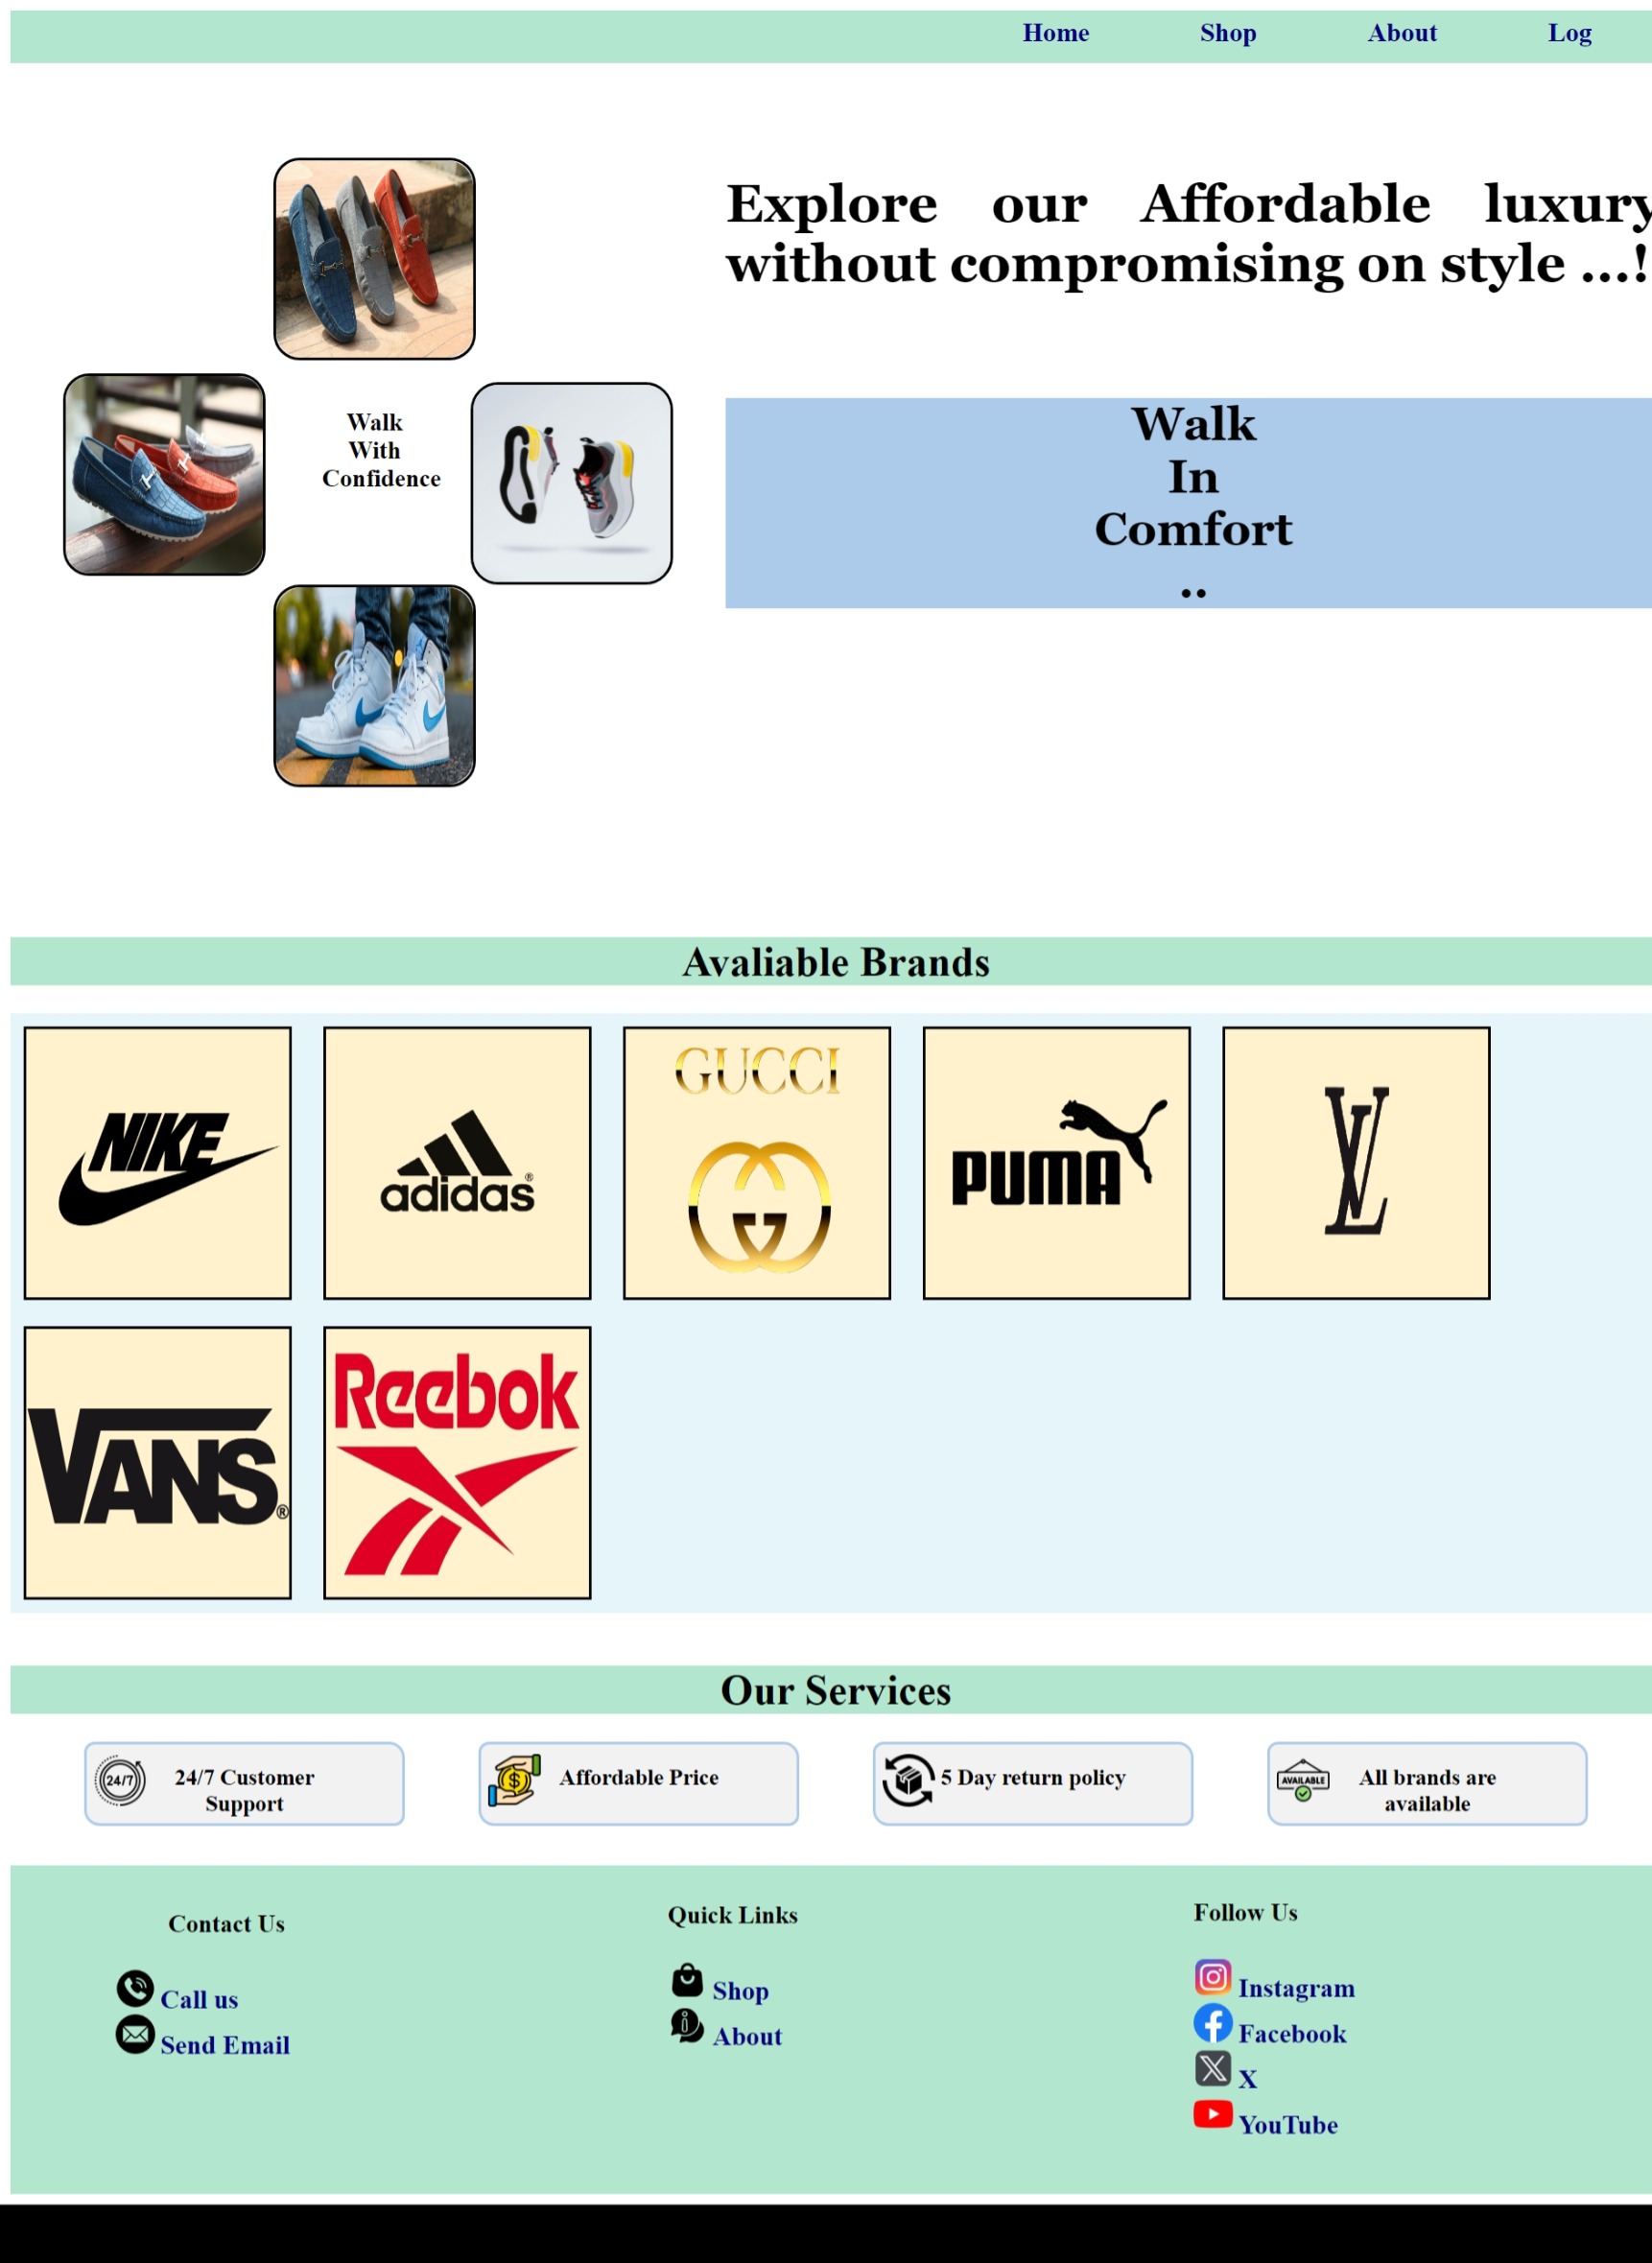 Home Shop About Log
Explore our Affordable luxury
without compromising on style ...!
Walk
With
Confidence
Walk
In
Comfort
..
Avaliable Brands
NIKE
adidas®
GUCCI
PUMA
LV
VANS®
Reebok
Our Services
24/7
24/7 Customer
Support
Affordable Price
5 Day return policy
AVAILABLE
All brands are
available
Contact Us
Call us
Send Email
Quick Links
Shop
About
Follow Us
Instagram
Facebook
X
YouTube